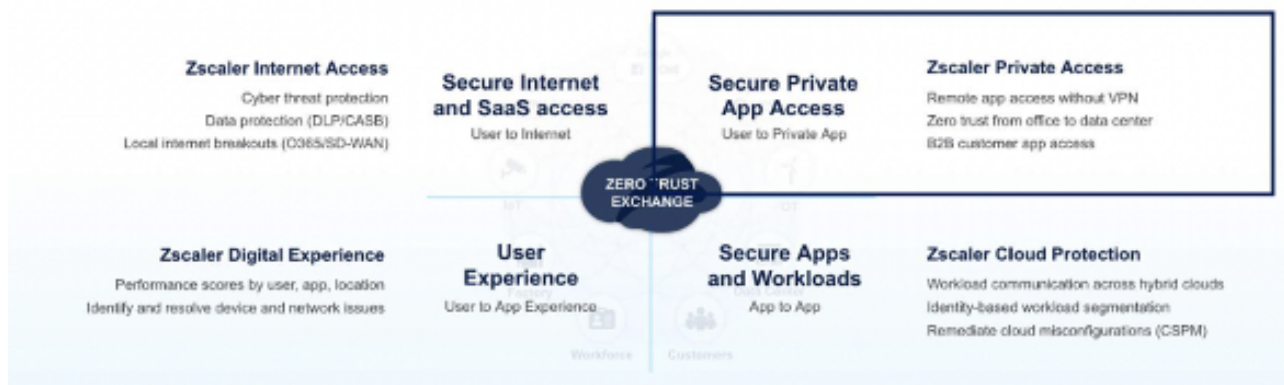 Zscaler Internet Access
Cyber threat protection
Data protection (DLP/CASB)
Local internet breakouts (O365/SD-WAN)
Secure Internet
and SaaS access
User to Internet
Secure Private
App Access
User to Private App
Zscaler Private Access
Remote app access without VPN
Zero trust from office to data center
B2B customer app access
ZERO TRUST
EXCHANGE
IoT
OT
Zscaler Digital Experience
Performance scores by user, app, location
Identify and resolve device and network issues
User
Experience
Factory
User to App Experience
Secure Apps
and Workloads
Data Center
App to App
Zscaler Cloud Protection
Workload communication across hybrid clouds
Identity-based workload segmentation
Remediate cloud misconfigurations (CSPM)
Workforce
Customers